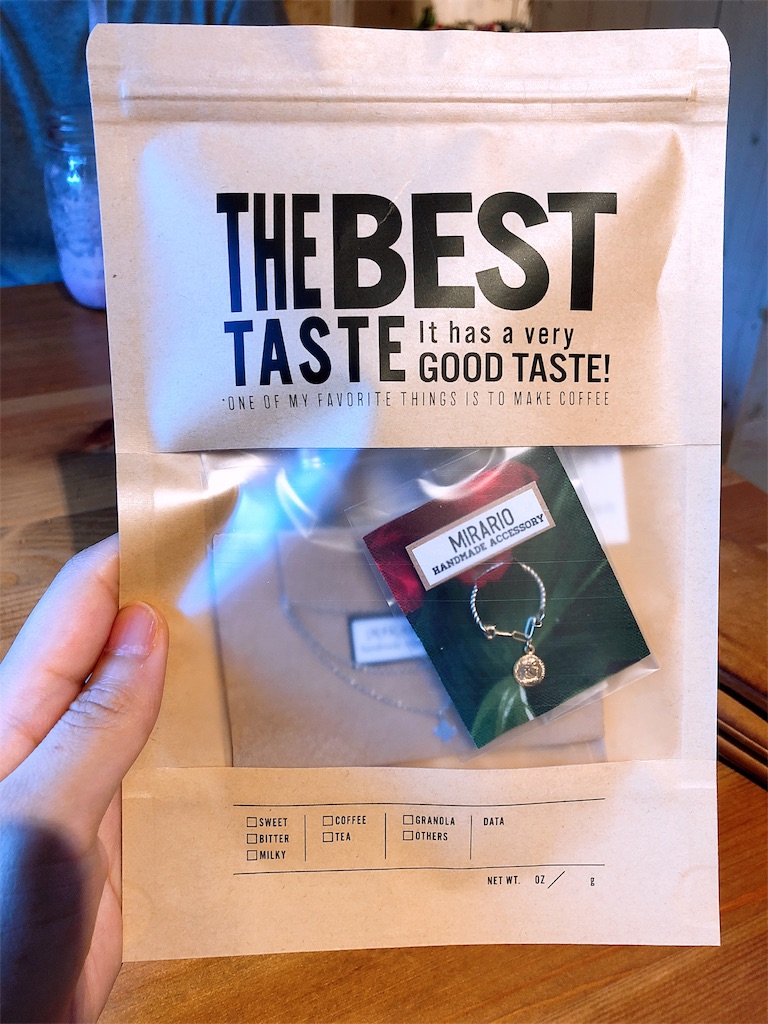 THE BEST
TASTE It has a very
GOOD TASTE!
*ONE OF MY FAVORITE THINGS IS TO MAKE COFFEE
MIRARIO
HANDMADE ACCESSORY
☐SWEET ☐COFFEE ☐GRANOLA DATA
☐BITTER ☐TEA ☐OTHERS
☐MILKY
NET WT. OZ/ g